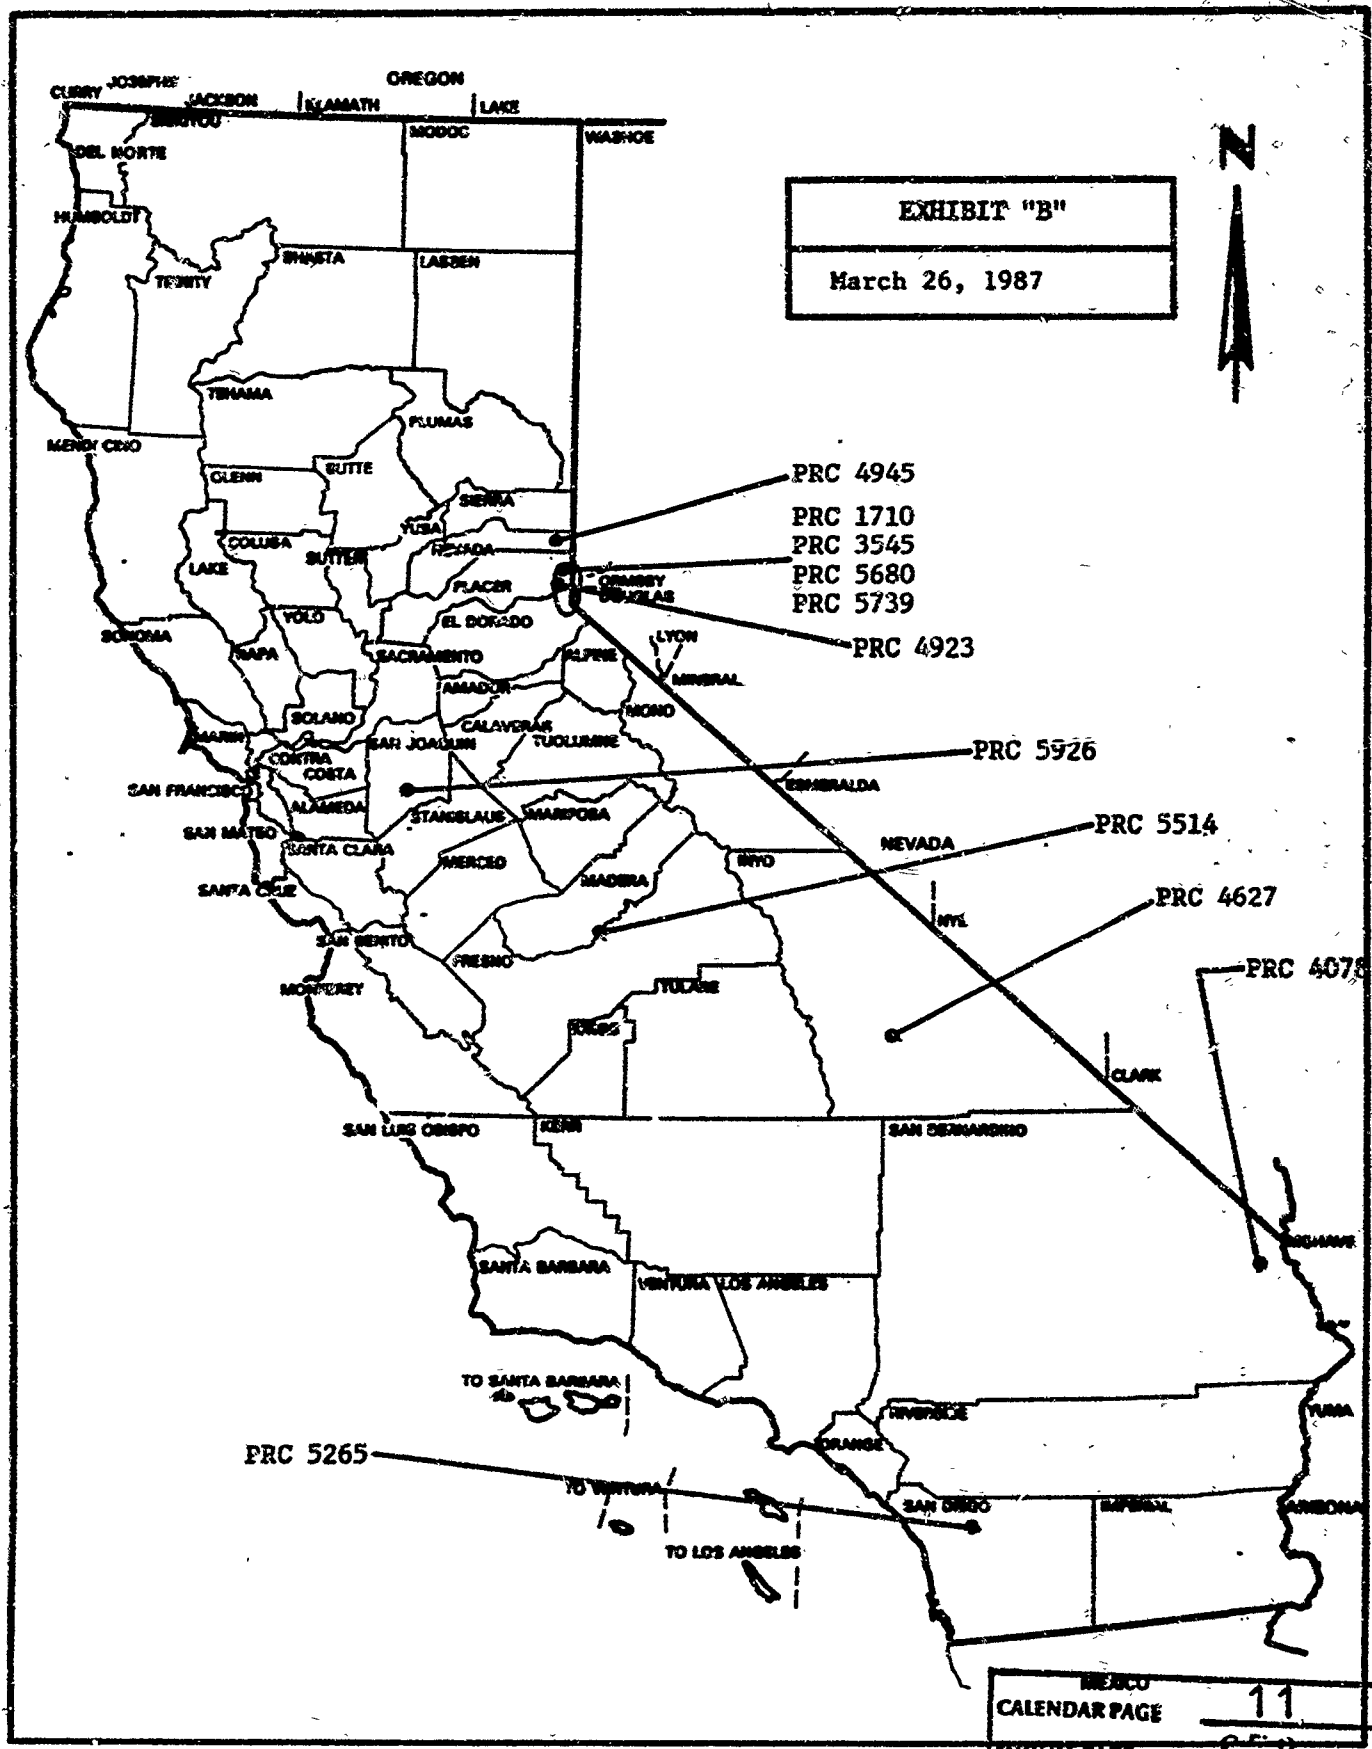 OREGON
CURRY JOSEPHINE JACKSON KLAMATH LAKE
SISKIYOU MODOC WASHOE
DEL NORTE
HUMBOLDT
EXHIBIT "B"
March 26, 1987
N
TRINITY SHASTA LASSEN
TEHAMA
PLUMAS
MENDOCINO
GLENN BUTTE
SIERRA
PRC 4945
YUBA
PRC 1710
COLUSA SUTTER NEVADA
PRC 3545
LAKE PLACER ORMSBY
PRC 5680
DOUGLAS
PRC 5739
YOLO EL DORADO
SONOMA NAPA SACRAMENTO ALPINE LYON
PRC 4923
AMADOR MINERAL
SOLANO CALAVERAS MONO
MARIN SAN JOAQUIN TUOLUMNE
PRC 5926
CONTRA
COSTA
SAN FRANCISCO ESMERALDA
ALAMEDA STANISLAUS MARIPOSA
PRC 5514
SAN MATEO
SANTA CLARA NEVADA
MERCED INYO
MADERA
SANTA CRUZ
PRC 4627
NYE
SAN BENITO
FRESNO
PRC 4078
MONTEREY TULARE
KINGS
CLARK
SAN LUIS OBISPO KERN SAN BERNARDINO
MOHAVE
SANTA BARBARA
VENTURA LOS ANGELES
TO SANTA BARBARA
RIVERSIDE YUMA
ORANGE
PRC 5265
TO VENTURA
SAN DIEGO IMPERIAL ARIZONA
TO LOS ANGELES
MEXICO
CALENDAR PAGE 11